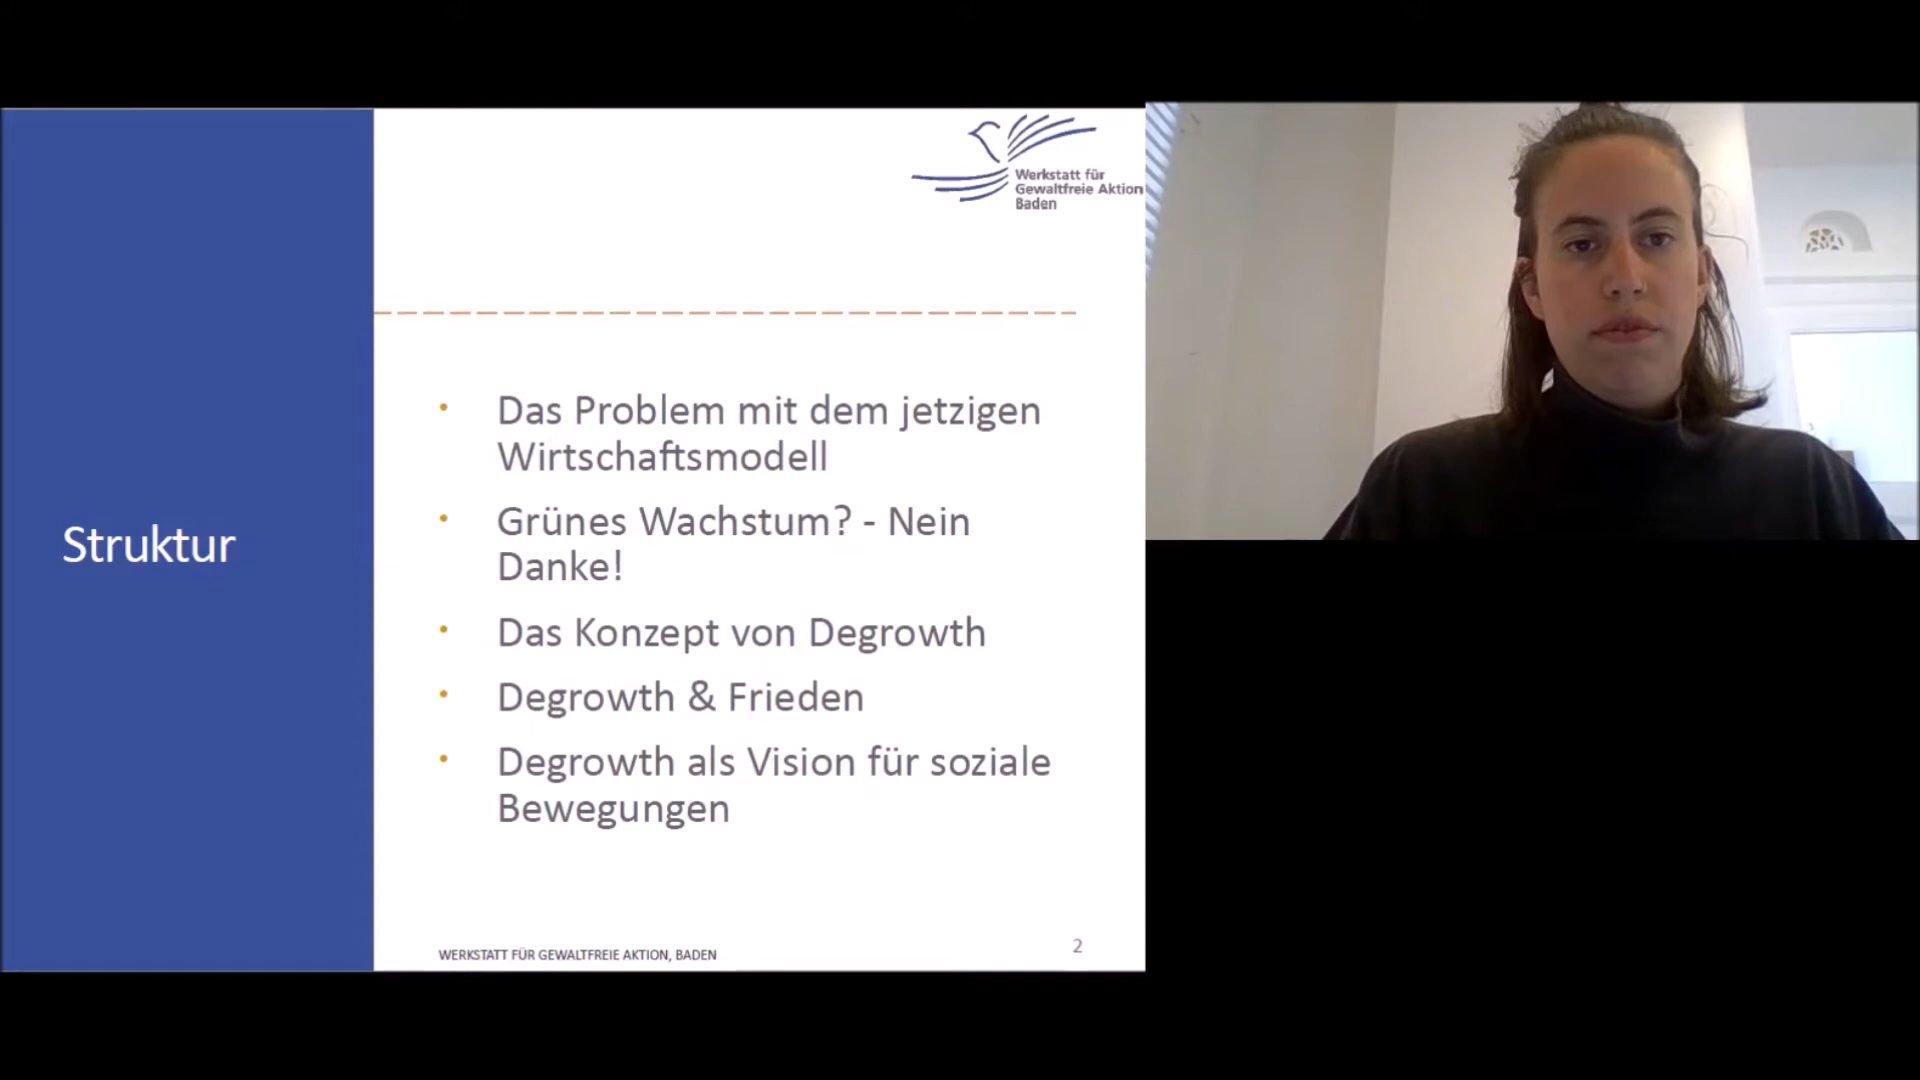 Werkstatt für
Gewaltfreie Aktion
Baden
Struktur
• Das Problem mit dem jetzigen
Wirtschaftsmodell
• Grünes Wachstum? - Nein
Danke!
• Das Konzept von Degrowth
• Degrowth & Frieden
• Degrowth als Vision für soziale
Bewegungen
WERKSTATT FÜR GEWALTFREIE AKTION, BADEN
2